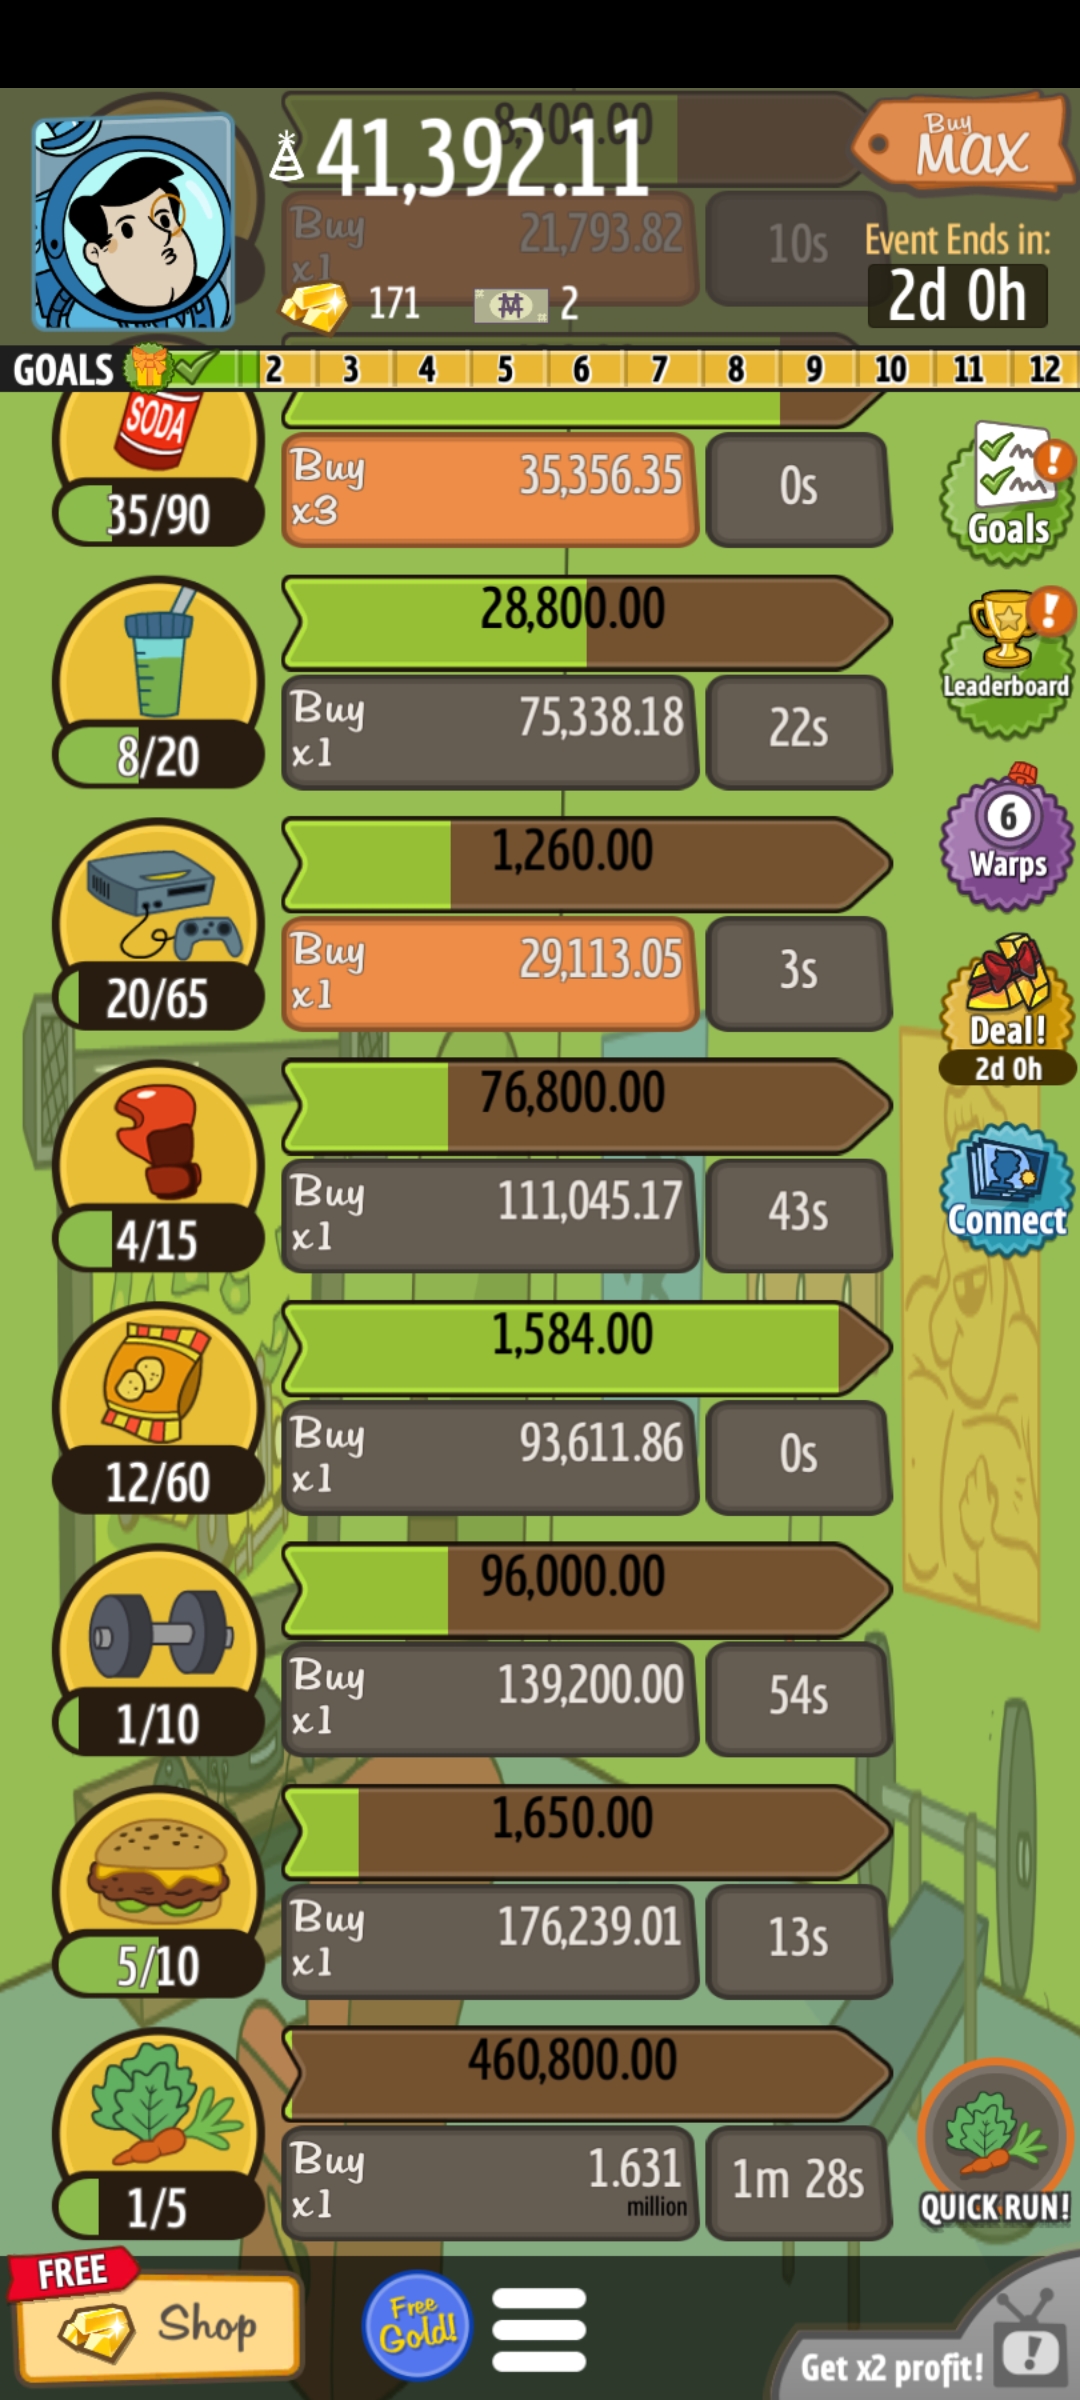 8,400.00
41,392.11
Buy
MAX
Buy
x1
21,793.82
10s
Event Ends in:
2d 0h
171
2
GOALS 2 3 4 5 6 7 8 9 10 11 12
SODA
35/90
Buy
x3
35,356.35
0s
Goals
28,800.00
8/20
Buy
x1
75,338.18
22s
Leaderboard
1,260.00
20/65
Buy
x1
29,113.05
3s
6
Warps
Deal!
2d 0h
76,800.00
4/15
Buy
x1
111,045.17
43s
Connect
1,584.00
12/60
Buy
x1
93,611.86
0s
96,000.00
1/10
Buy
x1
139,200.00
54s
1,650.00
5/10
Buy
x1
176,239.01
13s
460,800.00
1/5
Buy
x1
1.631
million
1m 28s
QUICK RUN!
FREE
Shop
Free
Gold!
Get x2 profit!